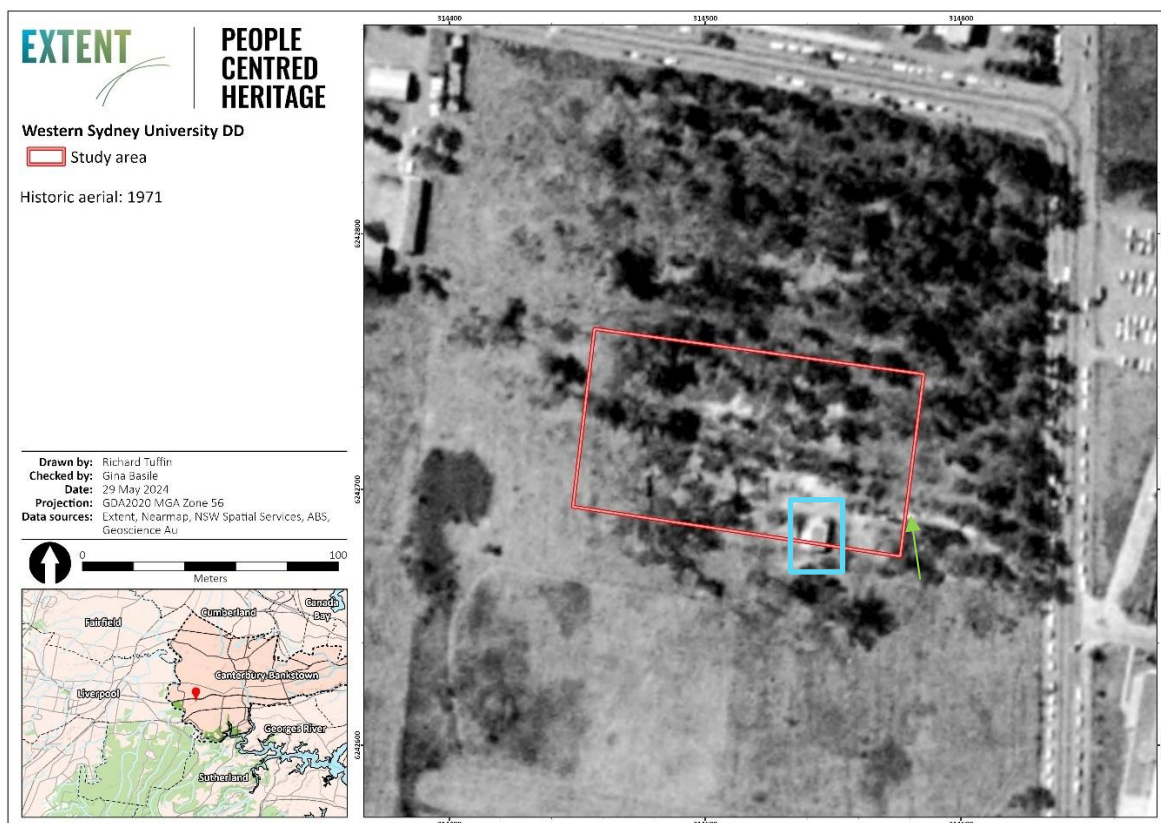 EXTENT
PEOPLE
CENTRED
HERITAGE
Western Sydney University DD
Study area
Historic aerial: 1971
Drawn by: Richard Tuffin
Checked by: Gina Basile
Date: 29 May 2024
Projection: GDA2020 MGA Zone 56
Data sources: Extent, Nearmap, NSW Spatial Services, ABS,
Geoscience Au
0 100
Meters
Cumberland
Canada
Bay
Fairfield
Canterbury-Bankstown
Liverpool
Georges River
Sutherland
314400 314500 314600
6242800
6242700
6242600